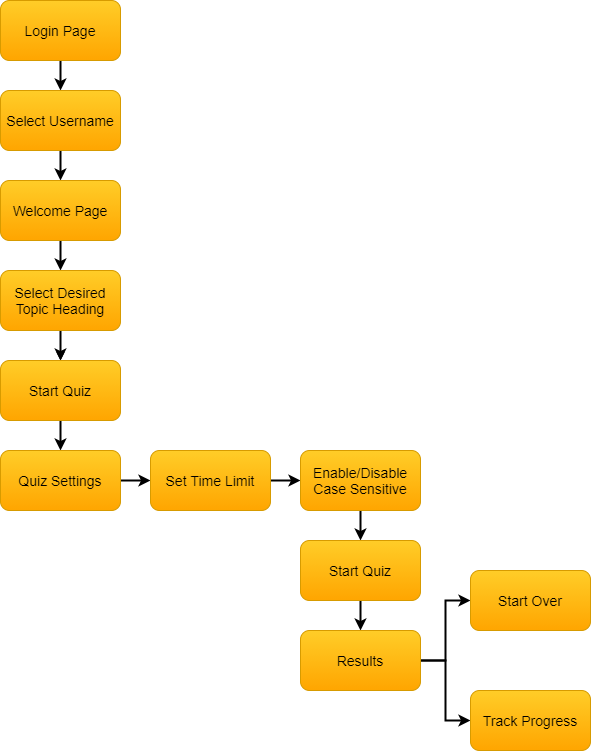 Login Page
Select Username
Welcome Page
Select Desired
Topic Heading
Start Quiz
Quiz Settings
Set Time Limit
Enable/Disable
Case Sensitive
Start Quiz
Results
Start Over
Track Progress